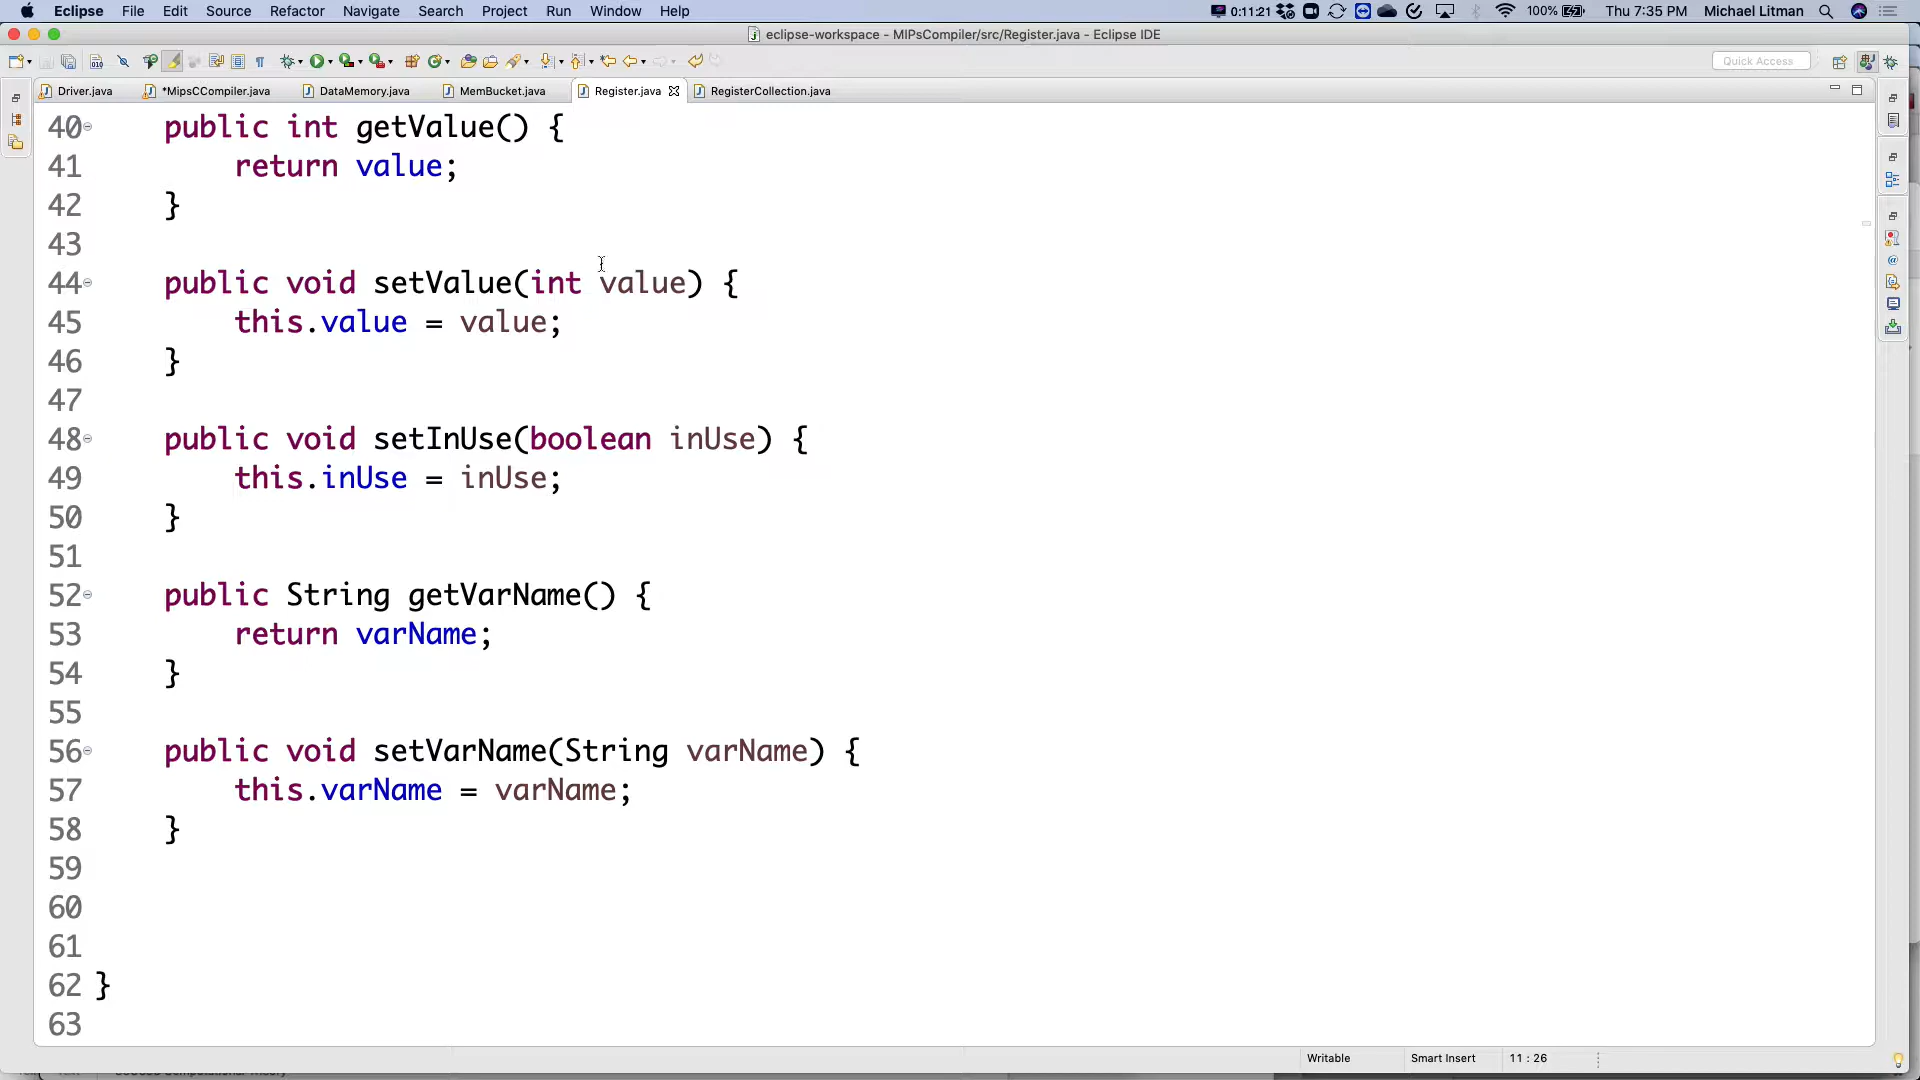 Eclipse File Edit Source Refactor Navigate Search Project Run Window Help 0:11:21 100% Thu 7:35 PM Michael Litman
eclipse-workspace - MIPsCompiler/src/Register.java - Eclipse IDE
Quick Access
Driver.java *MipsCCompiler.java DataMemory.java MemBucket.java Register.java RegisterCollection.java
40 public int getValue() {
41 return value;
42 }
43
44 public void setValue(int value) {
45 this.value = value;
46 }
47
48 public void setInUse(boolean inUse) {
49 this.inUse = inUse;
50 }
51
52 public String getVarName() {
53 return varName;
54 }
55
56 public void setVarName(String varName) {
57 this.varName = varName;
58 }
59
60
61
62 }
63
Writable Smart Insert 11 : 26